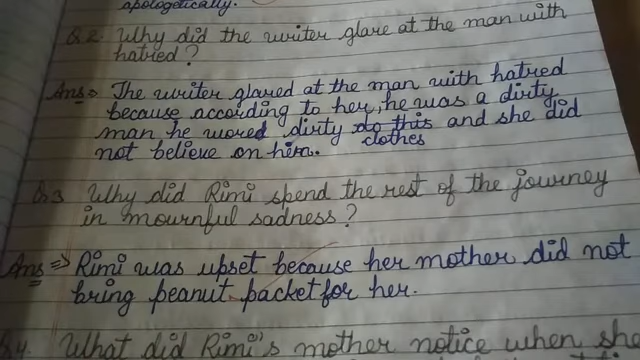 apologetically.
Q.2. Why did the writer glare at the man with
hatred?
Ans⇒ The writer glared at the man with hatred
because according to her, he was a dirty
man he wored dirty do this and she did
clothes
not believe on him.
Q.3 Why did Rimi spend the rest of the journey
in mournful sadness?
Ans⇒ Rimi was upset because her mother did not
bring peanut packet for her.
Q.4. What did Rimi's mother notice when she